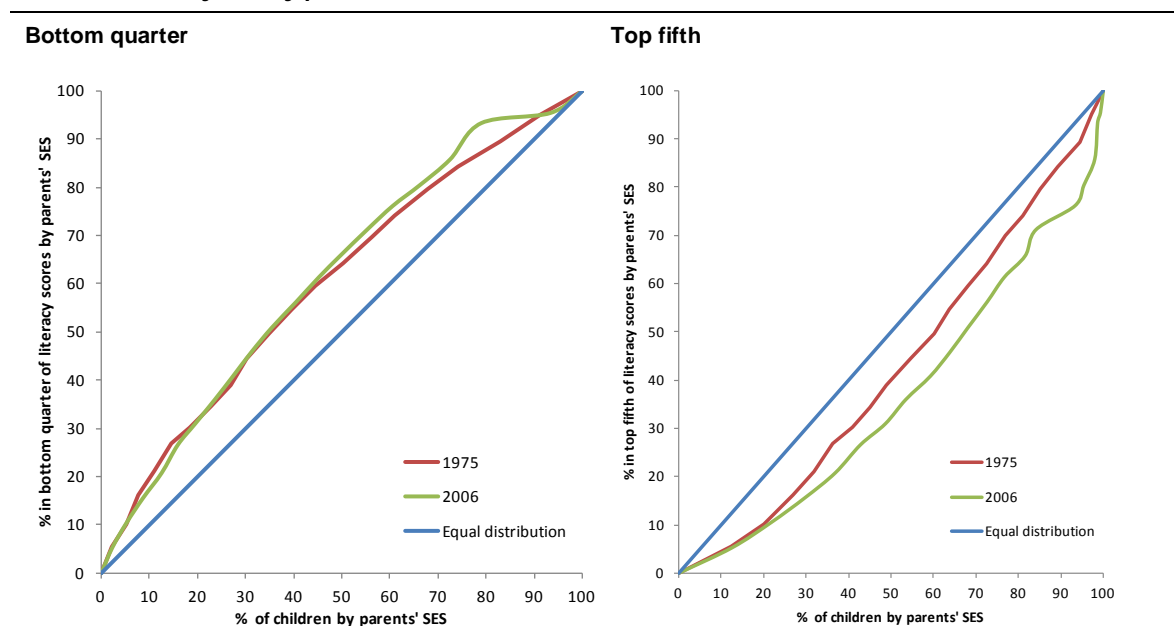 Bottom quarter
% in bottom quarter of literacy scores by parents' SES
100
90
80
70
60
50
40
30
20
10
0
1975
2006
Equal distribution
0 10 20 30 40 50 60 70 80 90 100
% of children by parents' SES
Top fifth
% in top fifth of literacy scores by parents' SES
100
90
80
70
60
50
40
30
20
10
0
1975
2006
Equal distribution
0 10 20 30 40 50 60 70 80 90 100
% of children by parents' SES